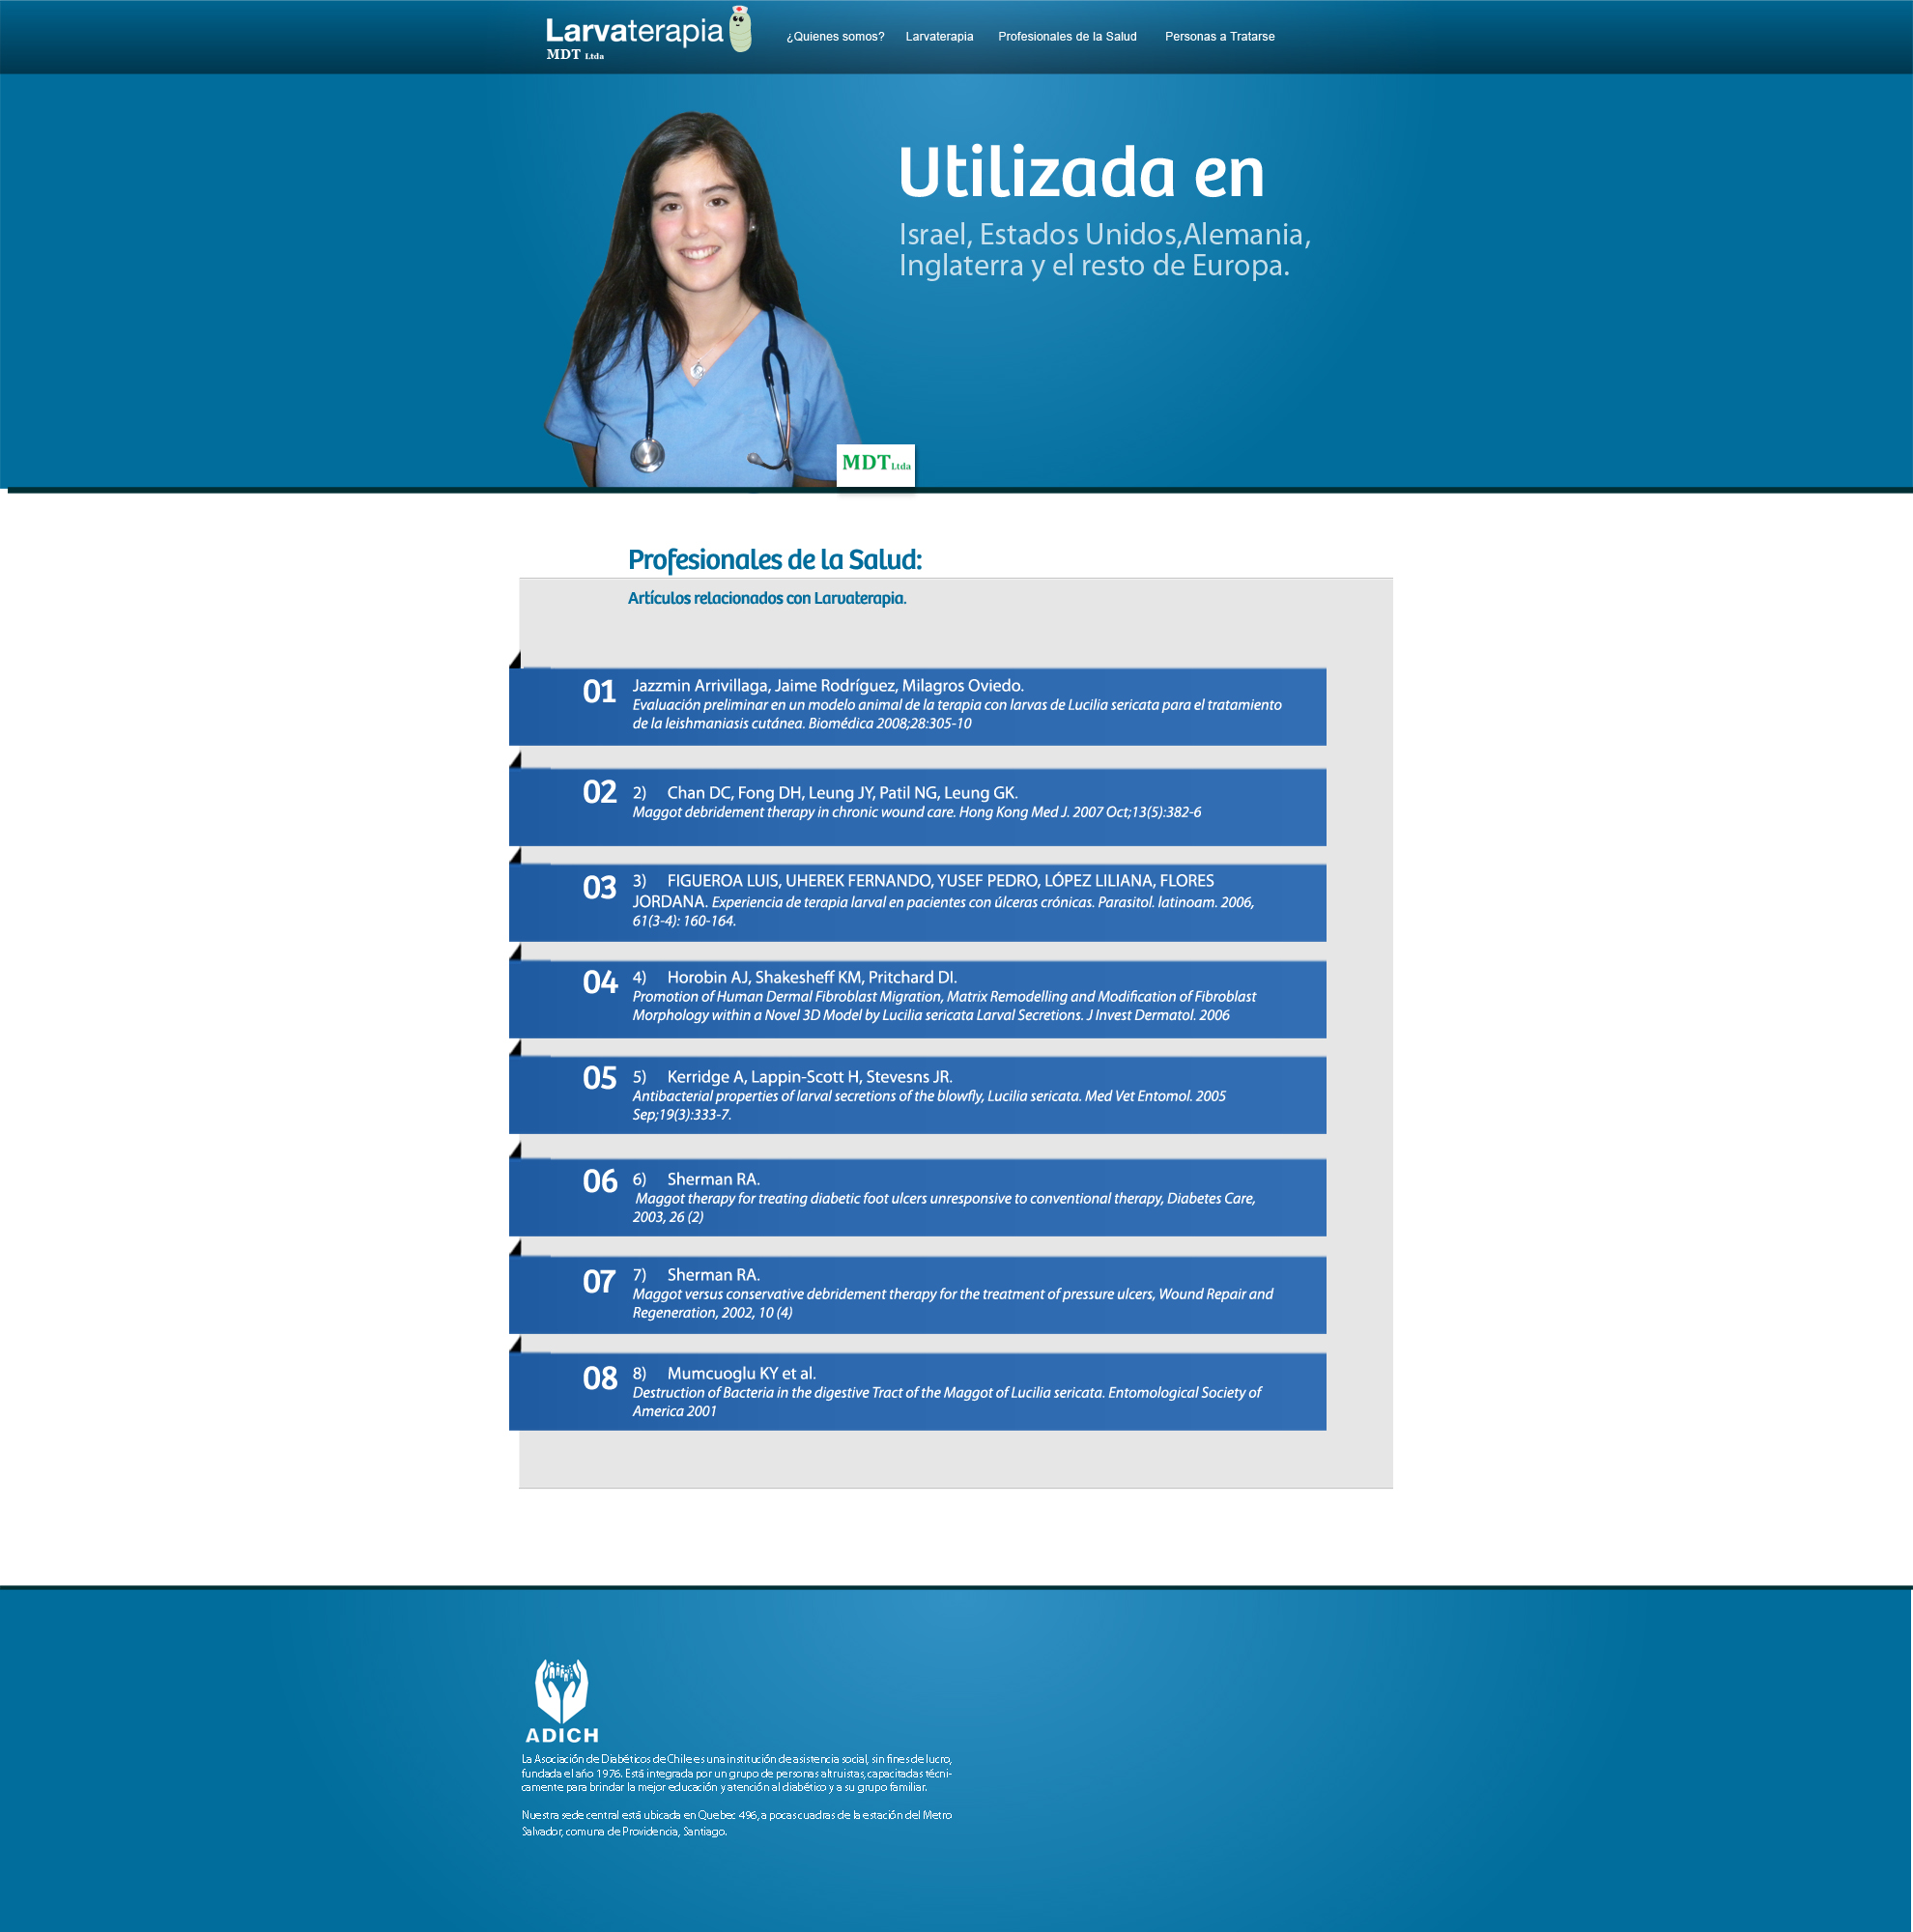 Larvaterapia
MDT Ltda
¿Quienes somos? Larvaterapia Profesionales de la Salud Personas a Tratarse
Utilizada en
Israel, Estados Unidos,Alemania,
Inglaterra y el resto de Europa.
MDT Ltda
Profesionales de la Salud:
Artículos relacionados con Larvaterapia.
01 Jazzmin Arrivillaga, Jaime Rodríguez, Milagros Oviedo.
Evaluación preliminar en un modelo animal de la terapia con larvas de Lucilia sericata para el tratamiento
de la leishmaniasis cutánea. Biomédica 2008;28:305-10
02 2) Chan DC, Fong DH, Leung JY, Patil NG, Leung GK.
Maggot debridement therapy in chronic wound care. Hong Kong Med J. 2007 Oct;13(5):382-6
03 3) FIGUEROA LUIS, UHEREK FERNANDO, YUSEF PEDRO, LÓPEZ LILIANA, FLORES
JORDANA. Experiencia de terapia larval en pacientes con úlceras crónicas. Parasitol. latinoam. 2006,
61(3-4): 160-164.
04 4) Horobin AJ, Shakesheff KM, Pritchard DI.
Promotion of Human Dermal Fibroblast Migration, Matrix Remodelling and Modification of Fibroblast
Morphology within a Novel 3D Model by Lucilia sericata Larval Secretions. J Invest Dermatol. 2006
05 5) Kerridge A, Lappin-Scott H, Stevesns JR.
Antibacterial properties of larval secretions of the blowfly, Lucilia sericata. Med Vet Entomol. 2005
Sep;19(3):333-7.
06 6) Sherman RA.
Maggot therapy for treating diabetic foot ulcers unresponsive to conventional therapy, Diabetes Care,
2003, 26 (2)
07 7) Sherman RA.
Maggot versus conservative debridement therapy for the treatment of pressure ulcers, Wound Repair and
Regeneration, 2002, 10 (4)
08 8) Mumcuoglu KY et al.
Destruction of Bacteria in the digestive Tract of the Maggot of Lucilia sericata. Entomological Society of
America 2001
ADICH
La Asociación de Diabéticos de Chile es una institución de asistencia social, sin fines de lucro,
fundada el año 1976. Está integrada por un grupo de personas altruistas, capacitadas técni-
camente para brindar la mejor educación y atención al diabético y a su grupo familiar.
Nuestra sede central está ubicada en Quebec 496, a pocas cuadras de la estación del Metro
Salvador, comuna de Providencia, Santiago.